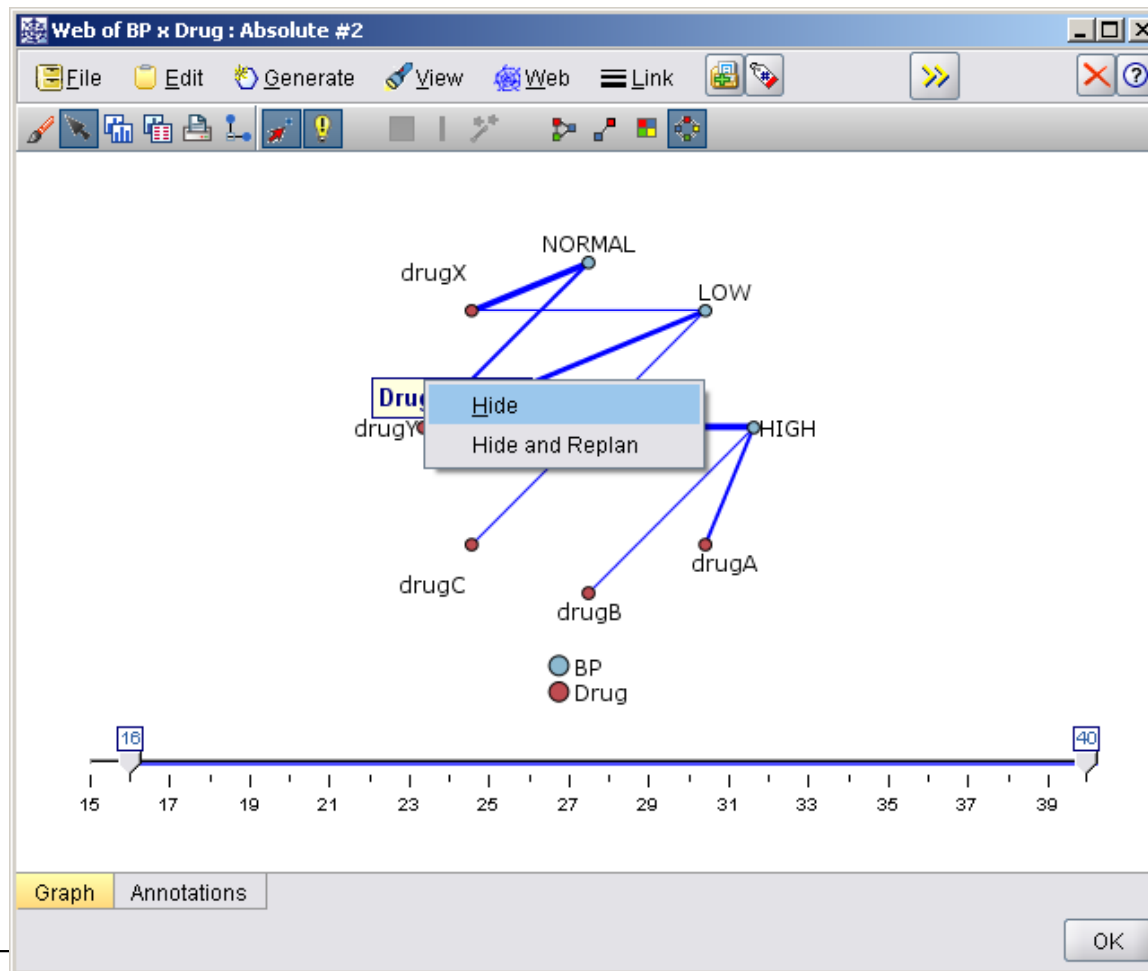 Web of BP x Drug : Absolute #2
File Edit Generate View Web Link
NORMAL
drugX
LOW
Drug
Hide
drugY
HIGH
Hide and Replan
drugA
drugC
drugB
BP
Drug
16 40
15 17 19 21 23 25 27 29 31 33 35 37 39
Graph Annotations
OK